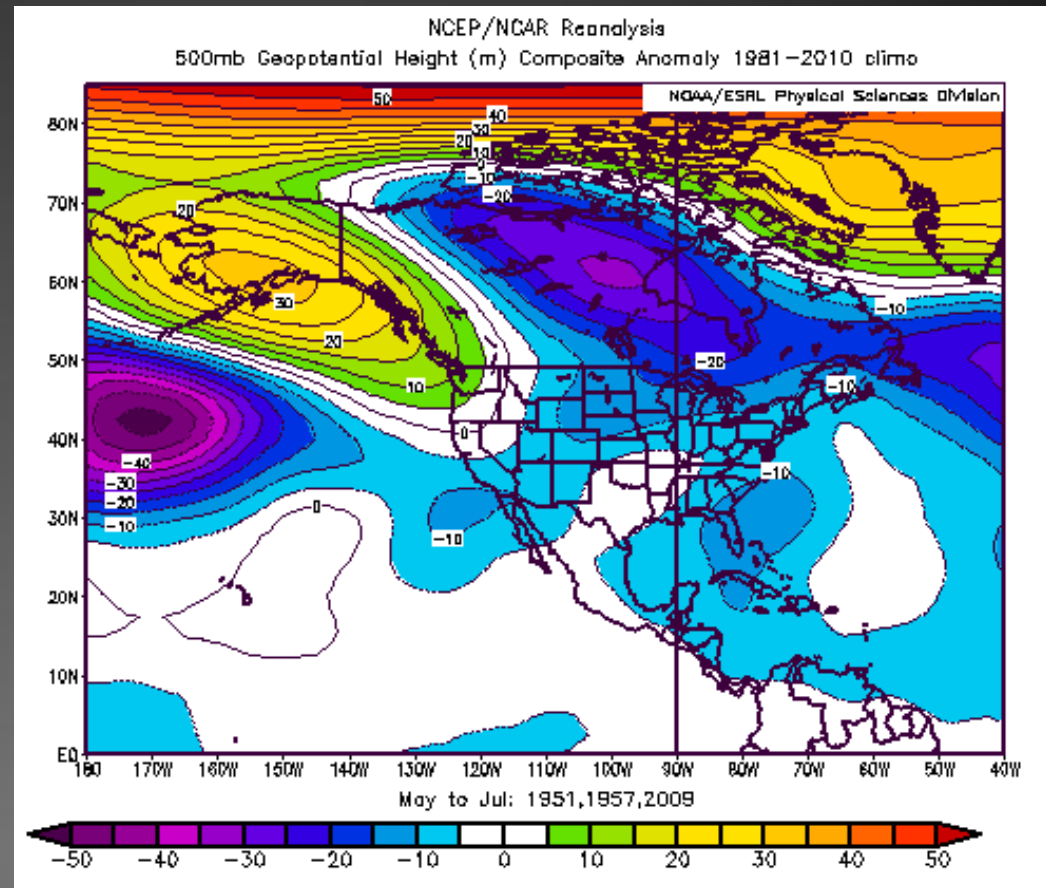 NCEP/NCAR Reanalysis
500mb Geopotential Height (m) Composite Anomaly 1981-2010 climo
NOAA/ESRL Physical Sciences Division
50
40
30
20
10
0
-10
-20
20
30
20
10
0
-10
-20
-10
-40
-30
-20
-10
0
-10
-10
80N
70N
60N
50N
40N
30N
20N
10N
EQ
180 170W 160W 150W 140W 130W 120W 110W 100W 90W 80W 70W 60W 50W 40W
May to Jul: 1951,1957,2009
-50 -40 -30 -20 -10 0 10 20 30 40 50